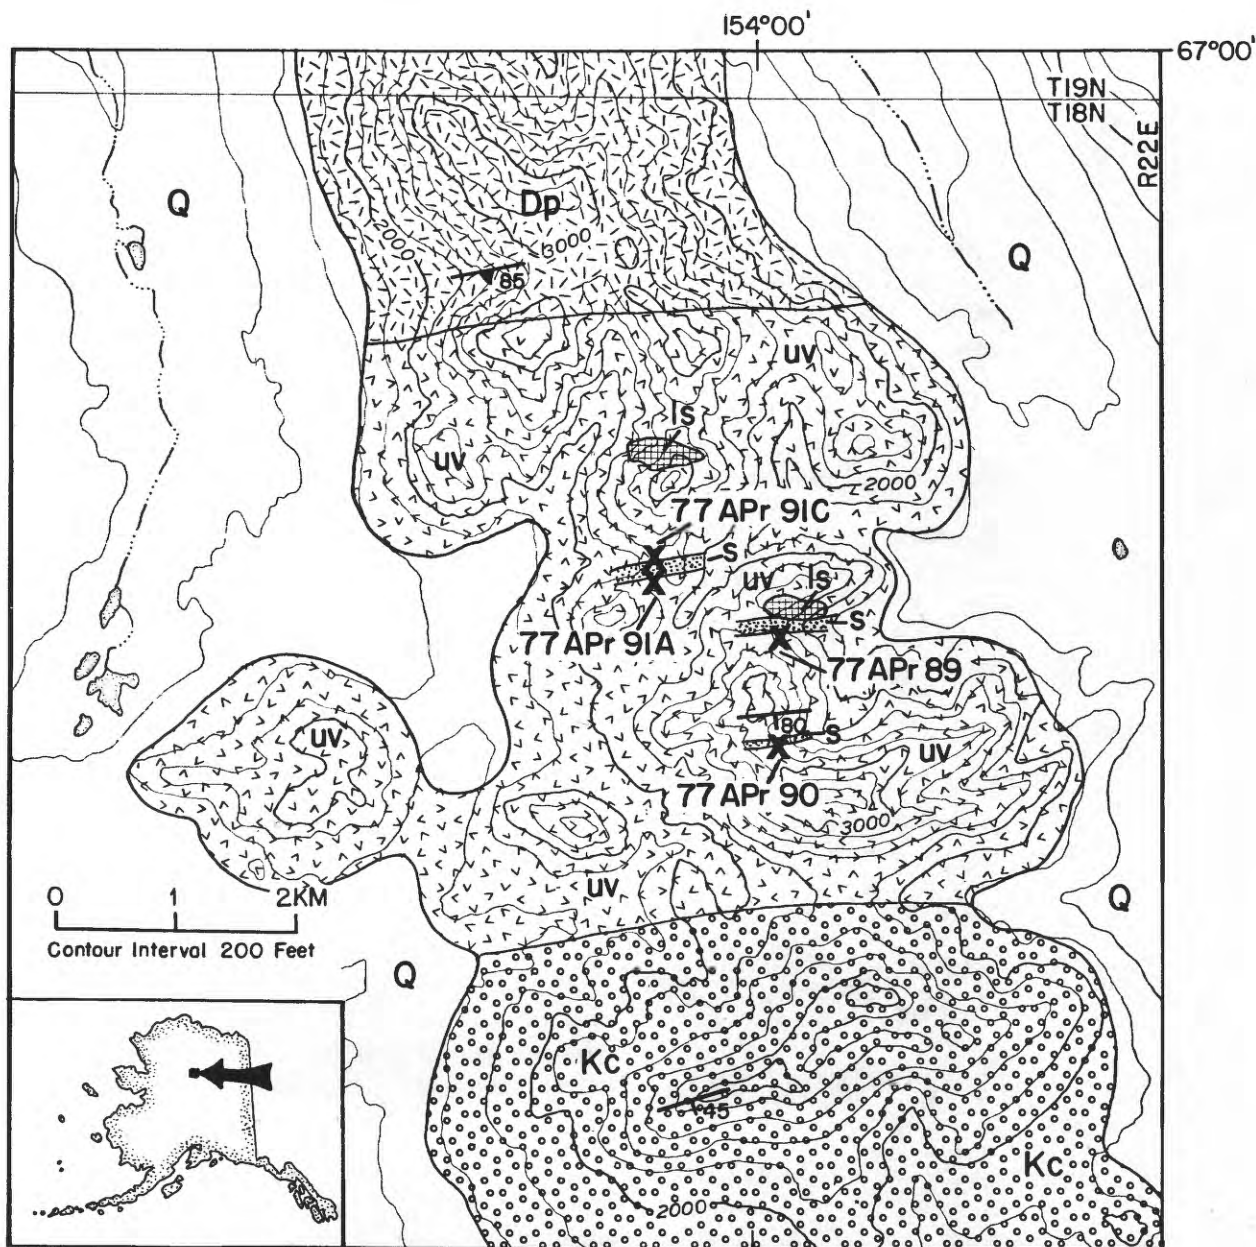 154°00'
67°00'
T19N
T18N
R22E
Q
Dp
2000
3000
Q
85
uv
ls
uv
2000
77 APr 91C
s
uv
ls
77 APr 91A
s
77 APr 89
uv
80
s
uv
77 APr 90
3000
0 1 2KM
uv
Contour Interval 200 Feet
Q
Q
Kc
45
Kc
2000